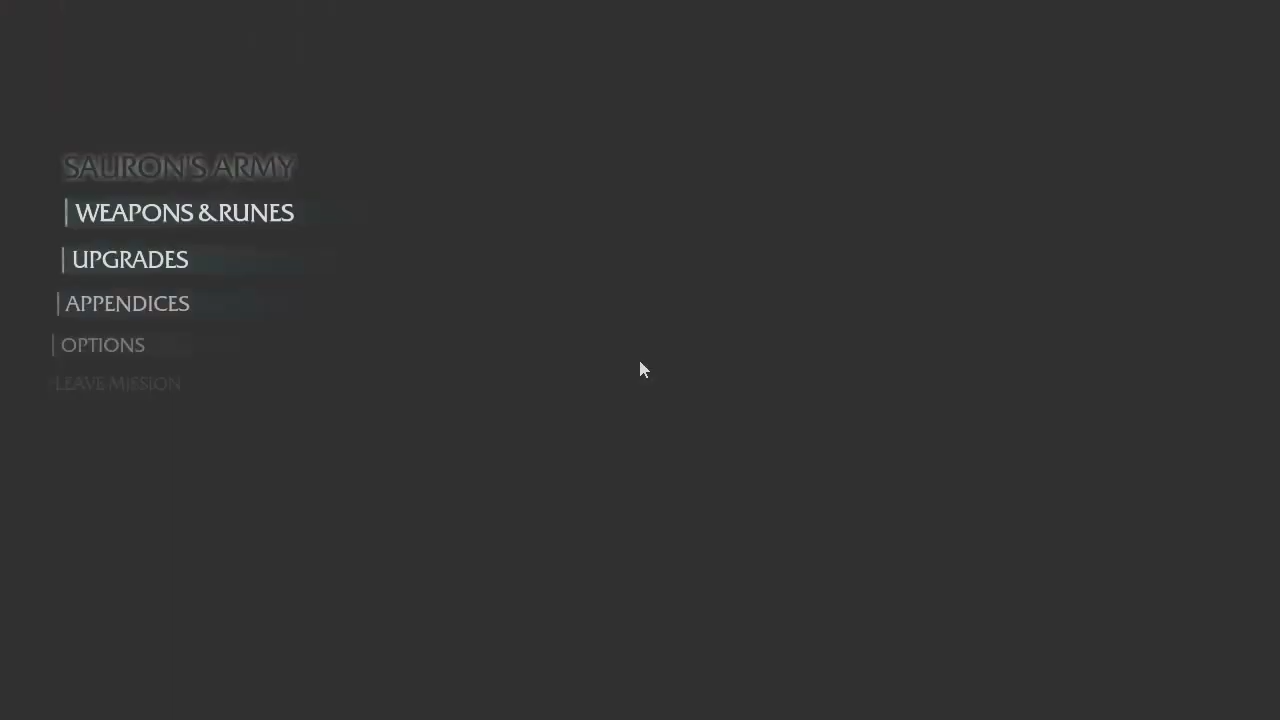 SAURON'S ARMY
WEAPONS & RUNES
UPGRADES
APPENDICES
OPTIONS
LEAVE MISSION